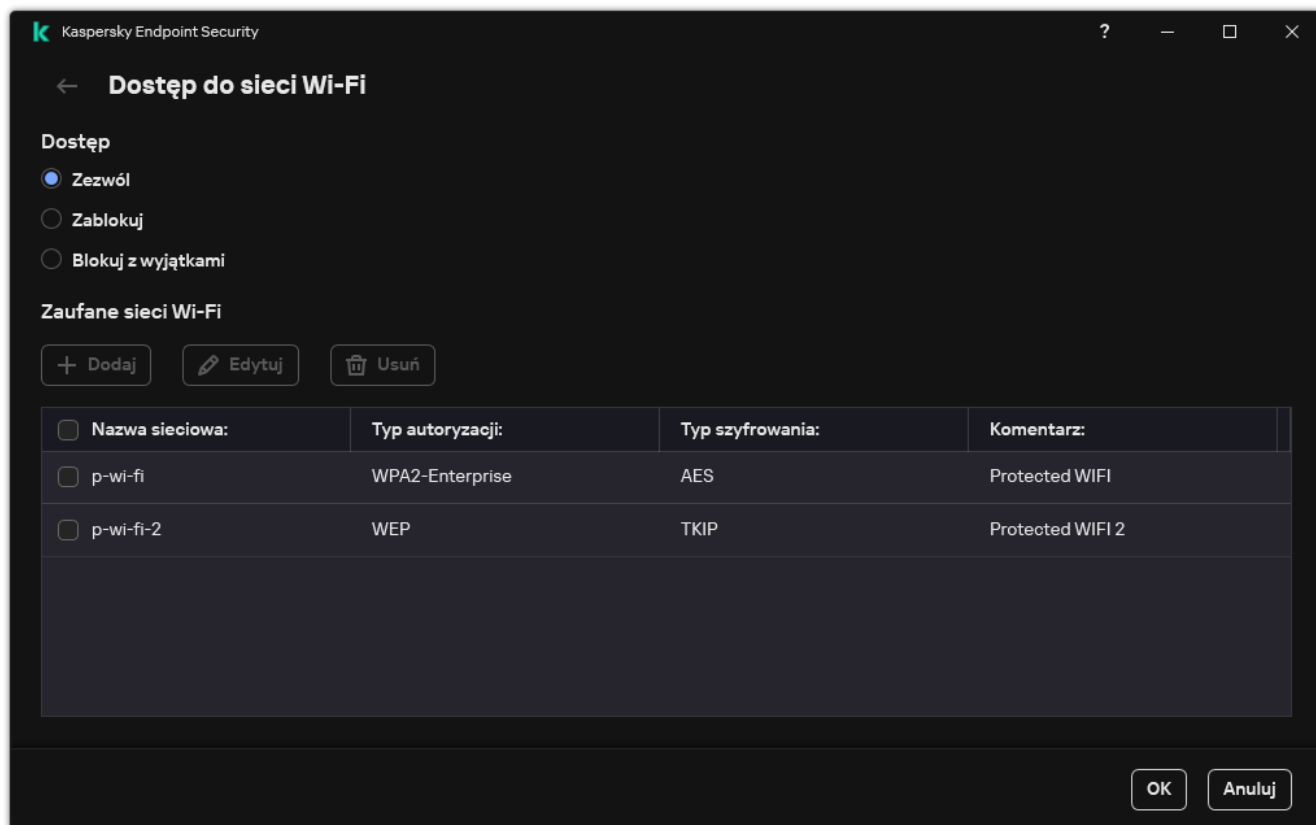 Kaspersky Endpoint Security ?
Dostęp do sieci Wi-Fi
Dostęp
Zezwól
Zablokuj
Blokuj z wyjątkami
Zaufane sieci Wi-Fi
Dodaj Edytuj Usuń
Nazwa sieciowa: Typ autoryzacji: Typ szyfrowania: Komentarz:
p-wi-fi WPA2-Enterprise AES Protected WIFI
p-wi-fi-2 WEP TKIP Protected WIFI 2
OK Anuluj